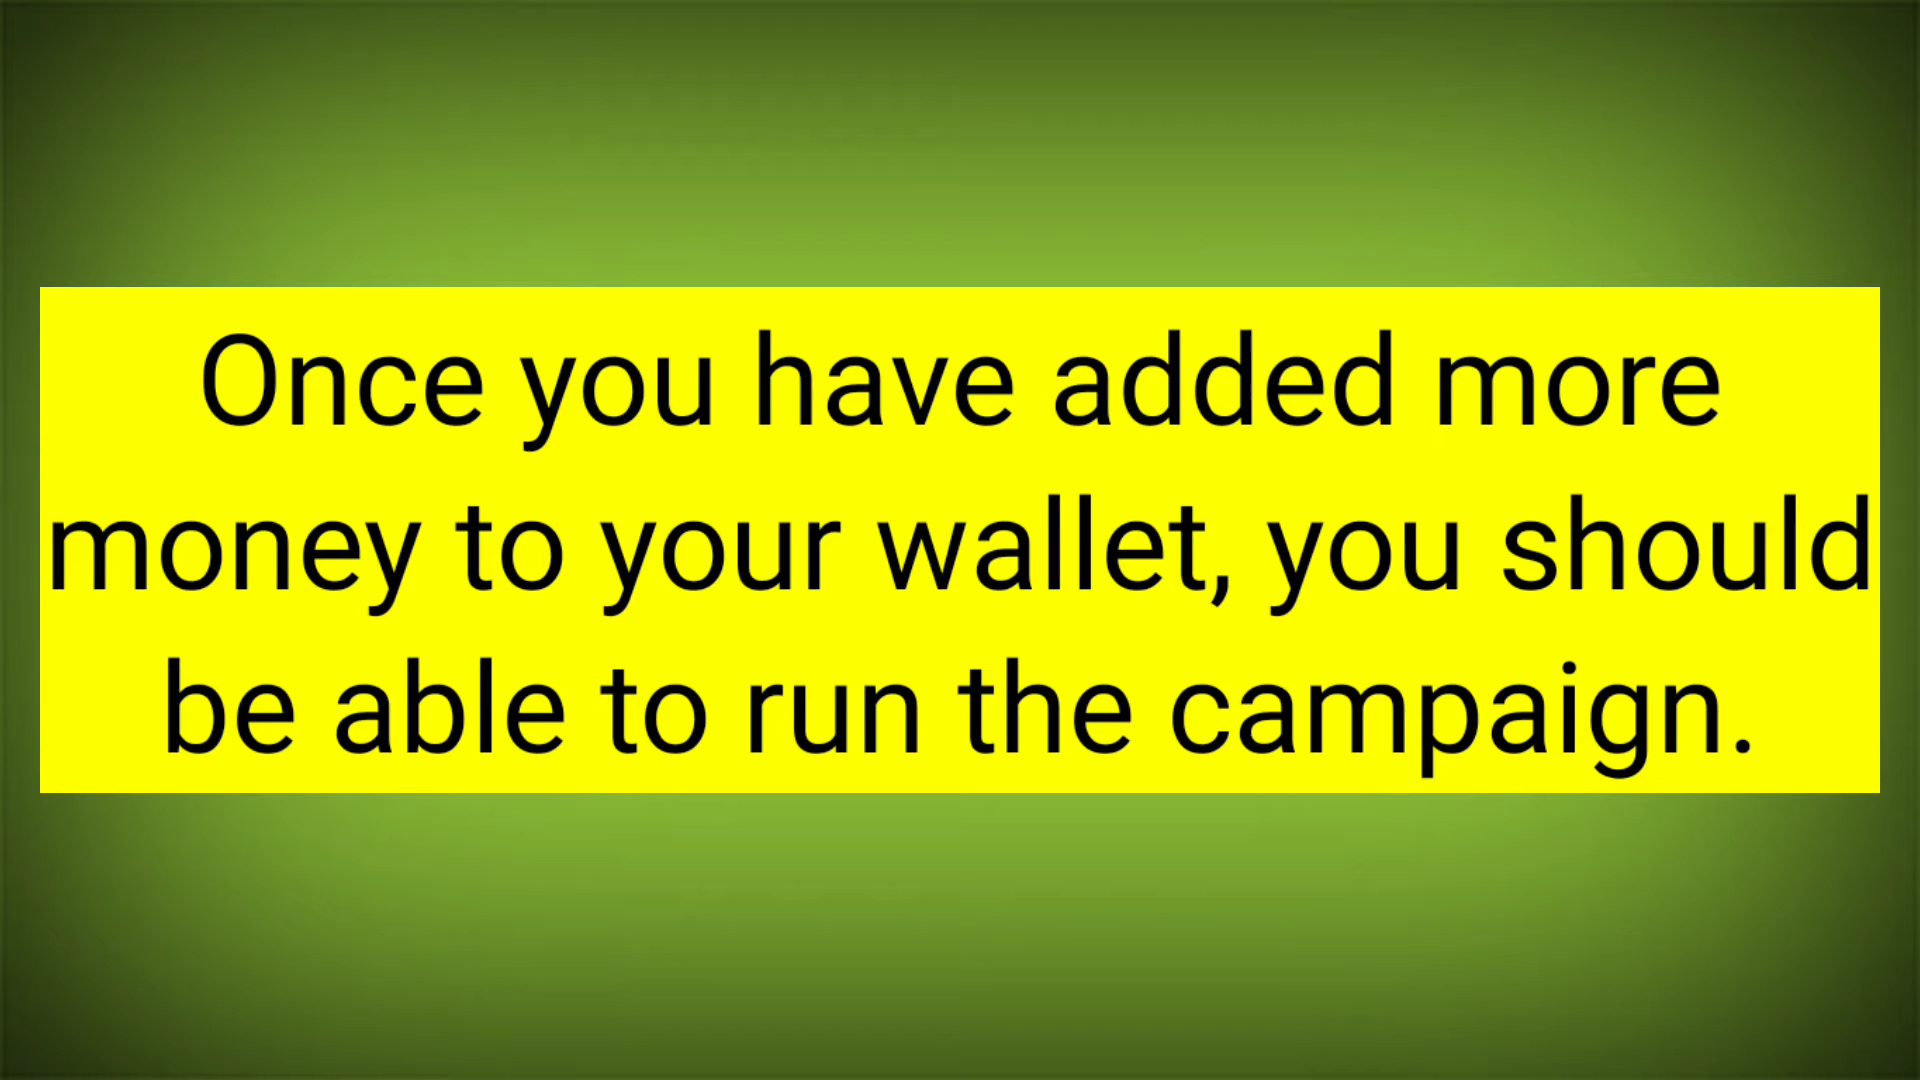 Once you have added more
money to your wallet, you should
be able to run the campaign.